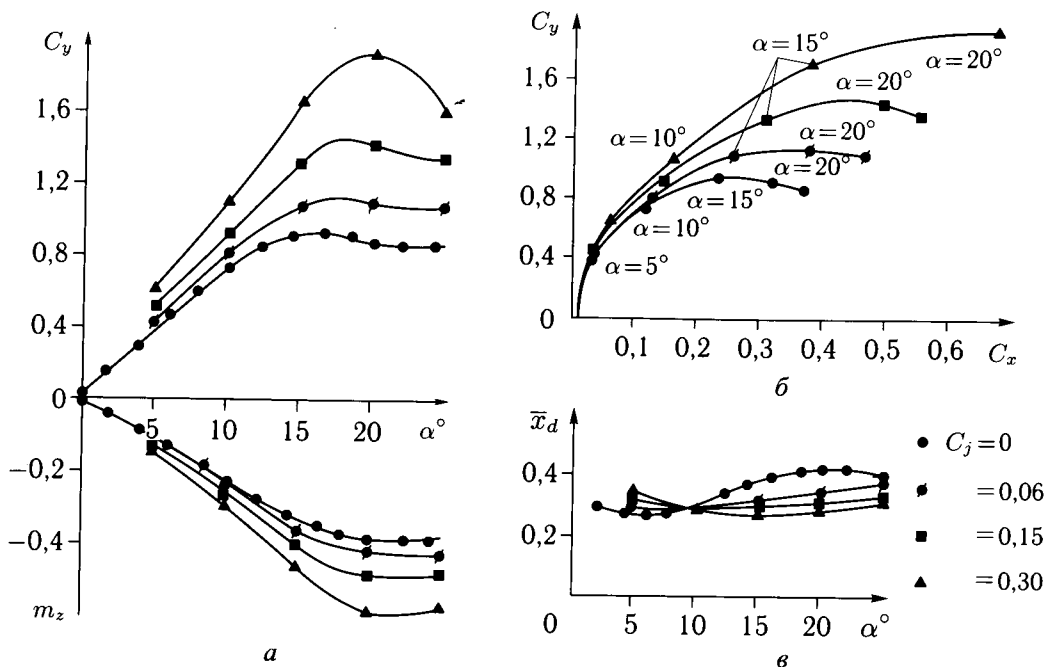 C_y
1,6
1,2
0,8
0,4
0
5 10 15 20 α°
−0,2
−0,4
m_z
а
C_y
1,6
1,2
0,8
0,4
0
α=15°
α=20°
α=10°
α=20°
α=20°
α=20°
α=15°
α=10°
α=5°
0,1 0,2 0,3 0,4 0,5 0,6 C_x
б
x̄_d
0,4
0,2
0
5 10 15 20 α°
в
C_j=0
=0,06
=0,15
=0,30